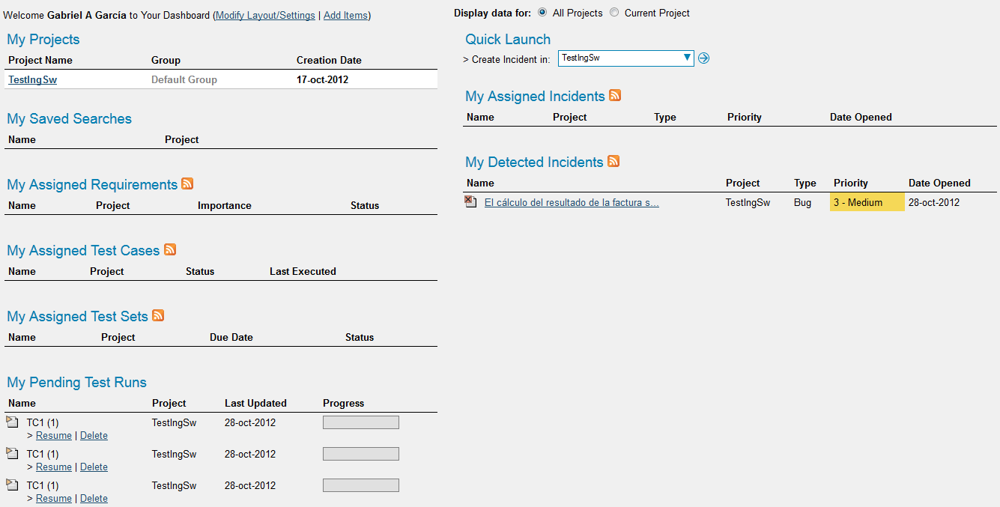 Welcome Gabriel A García to Your Dashboard (Modify Layout/Settings | Add Items)
My Projects
Project Name Group Creation Date
TestIngSw Default Group 17-oct-2012
My Saved Searches
Name Project
My Assigned Requirements
Name Project Importance Status
My Assigned Test Cases
Name Project Status Last Executed
My Assigned Test Sets
Name Project Due Date Status
My Pending Test Runs
Name Project Last Updated Progress
TC1 (1) TestIngSw 28-oct-2012
> Resume | Delete
TC1 (1) TestIngSw 28-oct-2012
> Resume | Delete
TC1 (1) TestIngSw 28-oct-2012
> Resume | Delete
Display data for: All Projects Current Project
Quick Launch
> Create Incident in: TestIngSw
My Assigned Incidents
Name Project Type Priority Date Opened
My Detected Incidents
Name Project Type Priority Date Opened
El cálculo del resultado de la factura s... TestIngSw Bug 3 - Medium 28-oct-2012